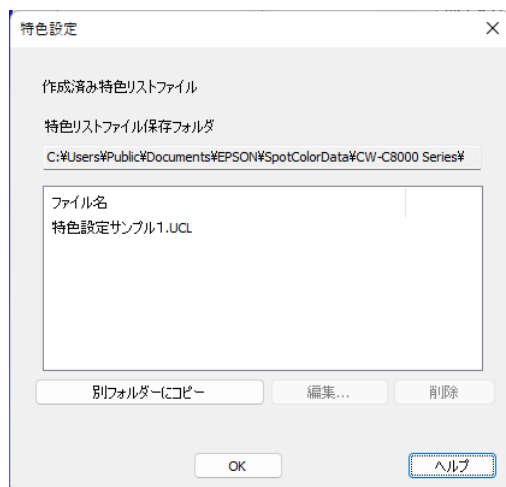 特色設定
作成済み特色リストファイル
特色リストファイル保存フォルダ
C:¥Users¥Public¥Documents¥EPSON¥SpotColorData¥CW-C8000 Series¥
ファイル名
特色設定サンプル1.UCL
別フォルダーにコピー 編集... 削除
OK ヘルプ